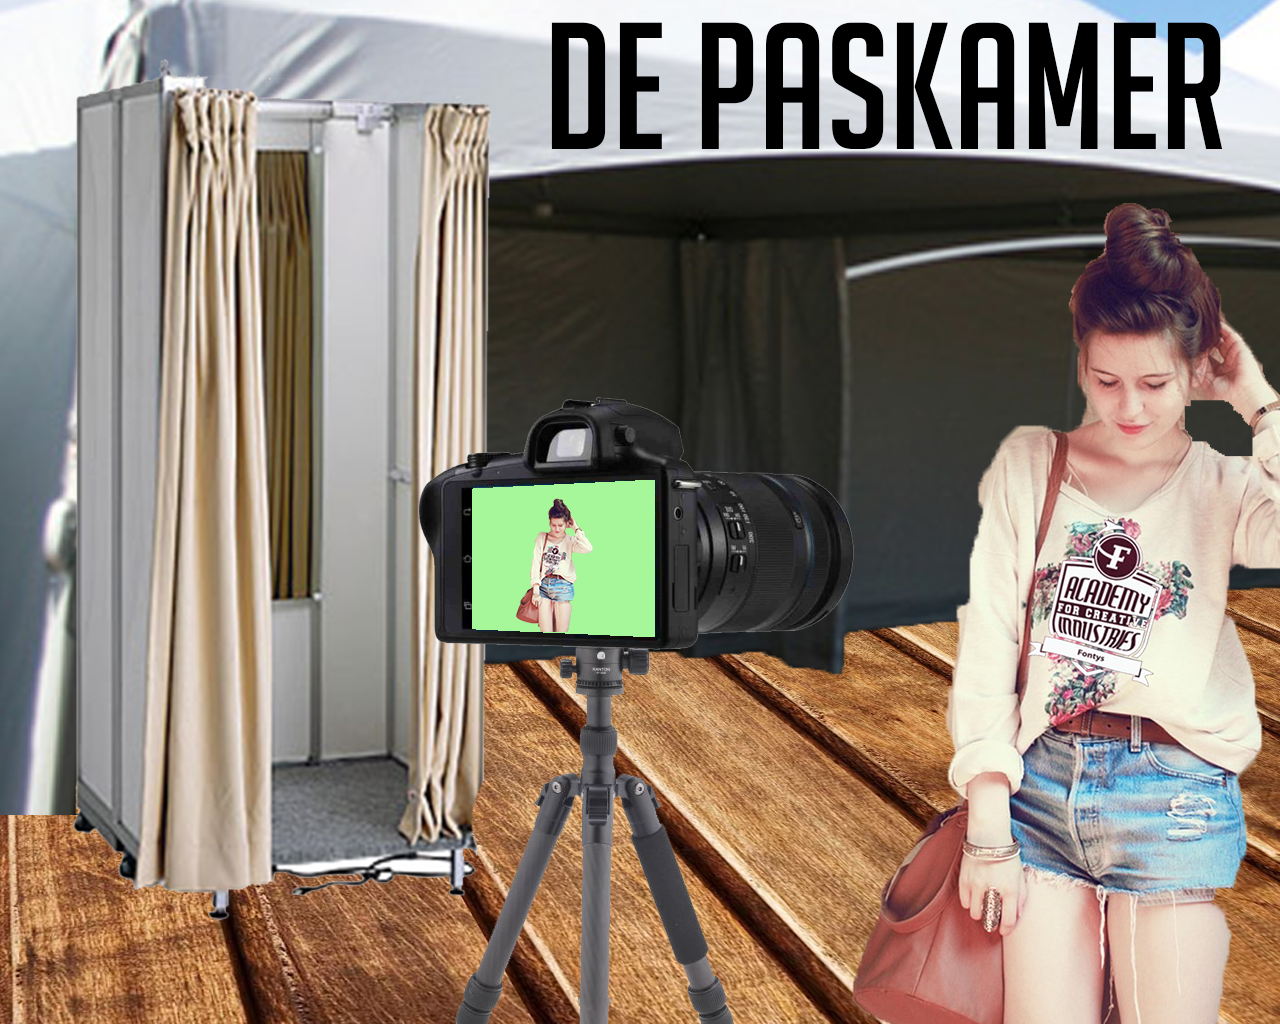 DE PASKAMER
F
ACADEMY
FOR CREATIVE
INDUSTRIES
Fontys